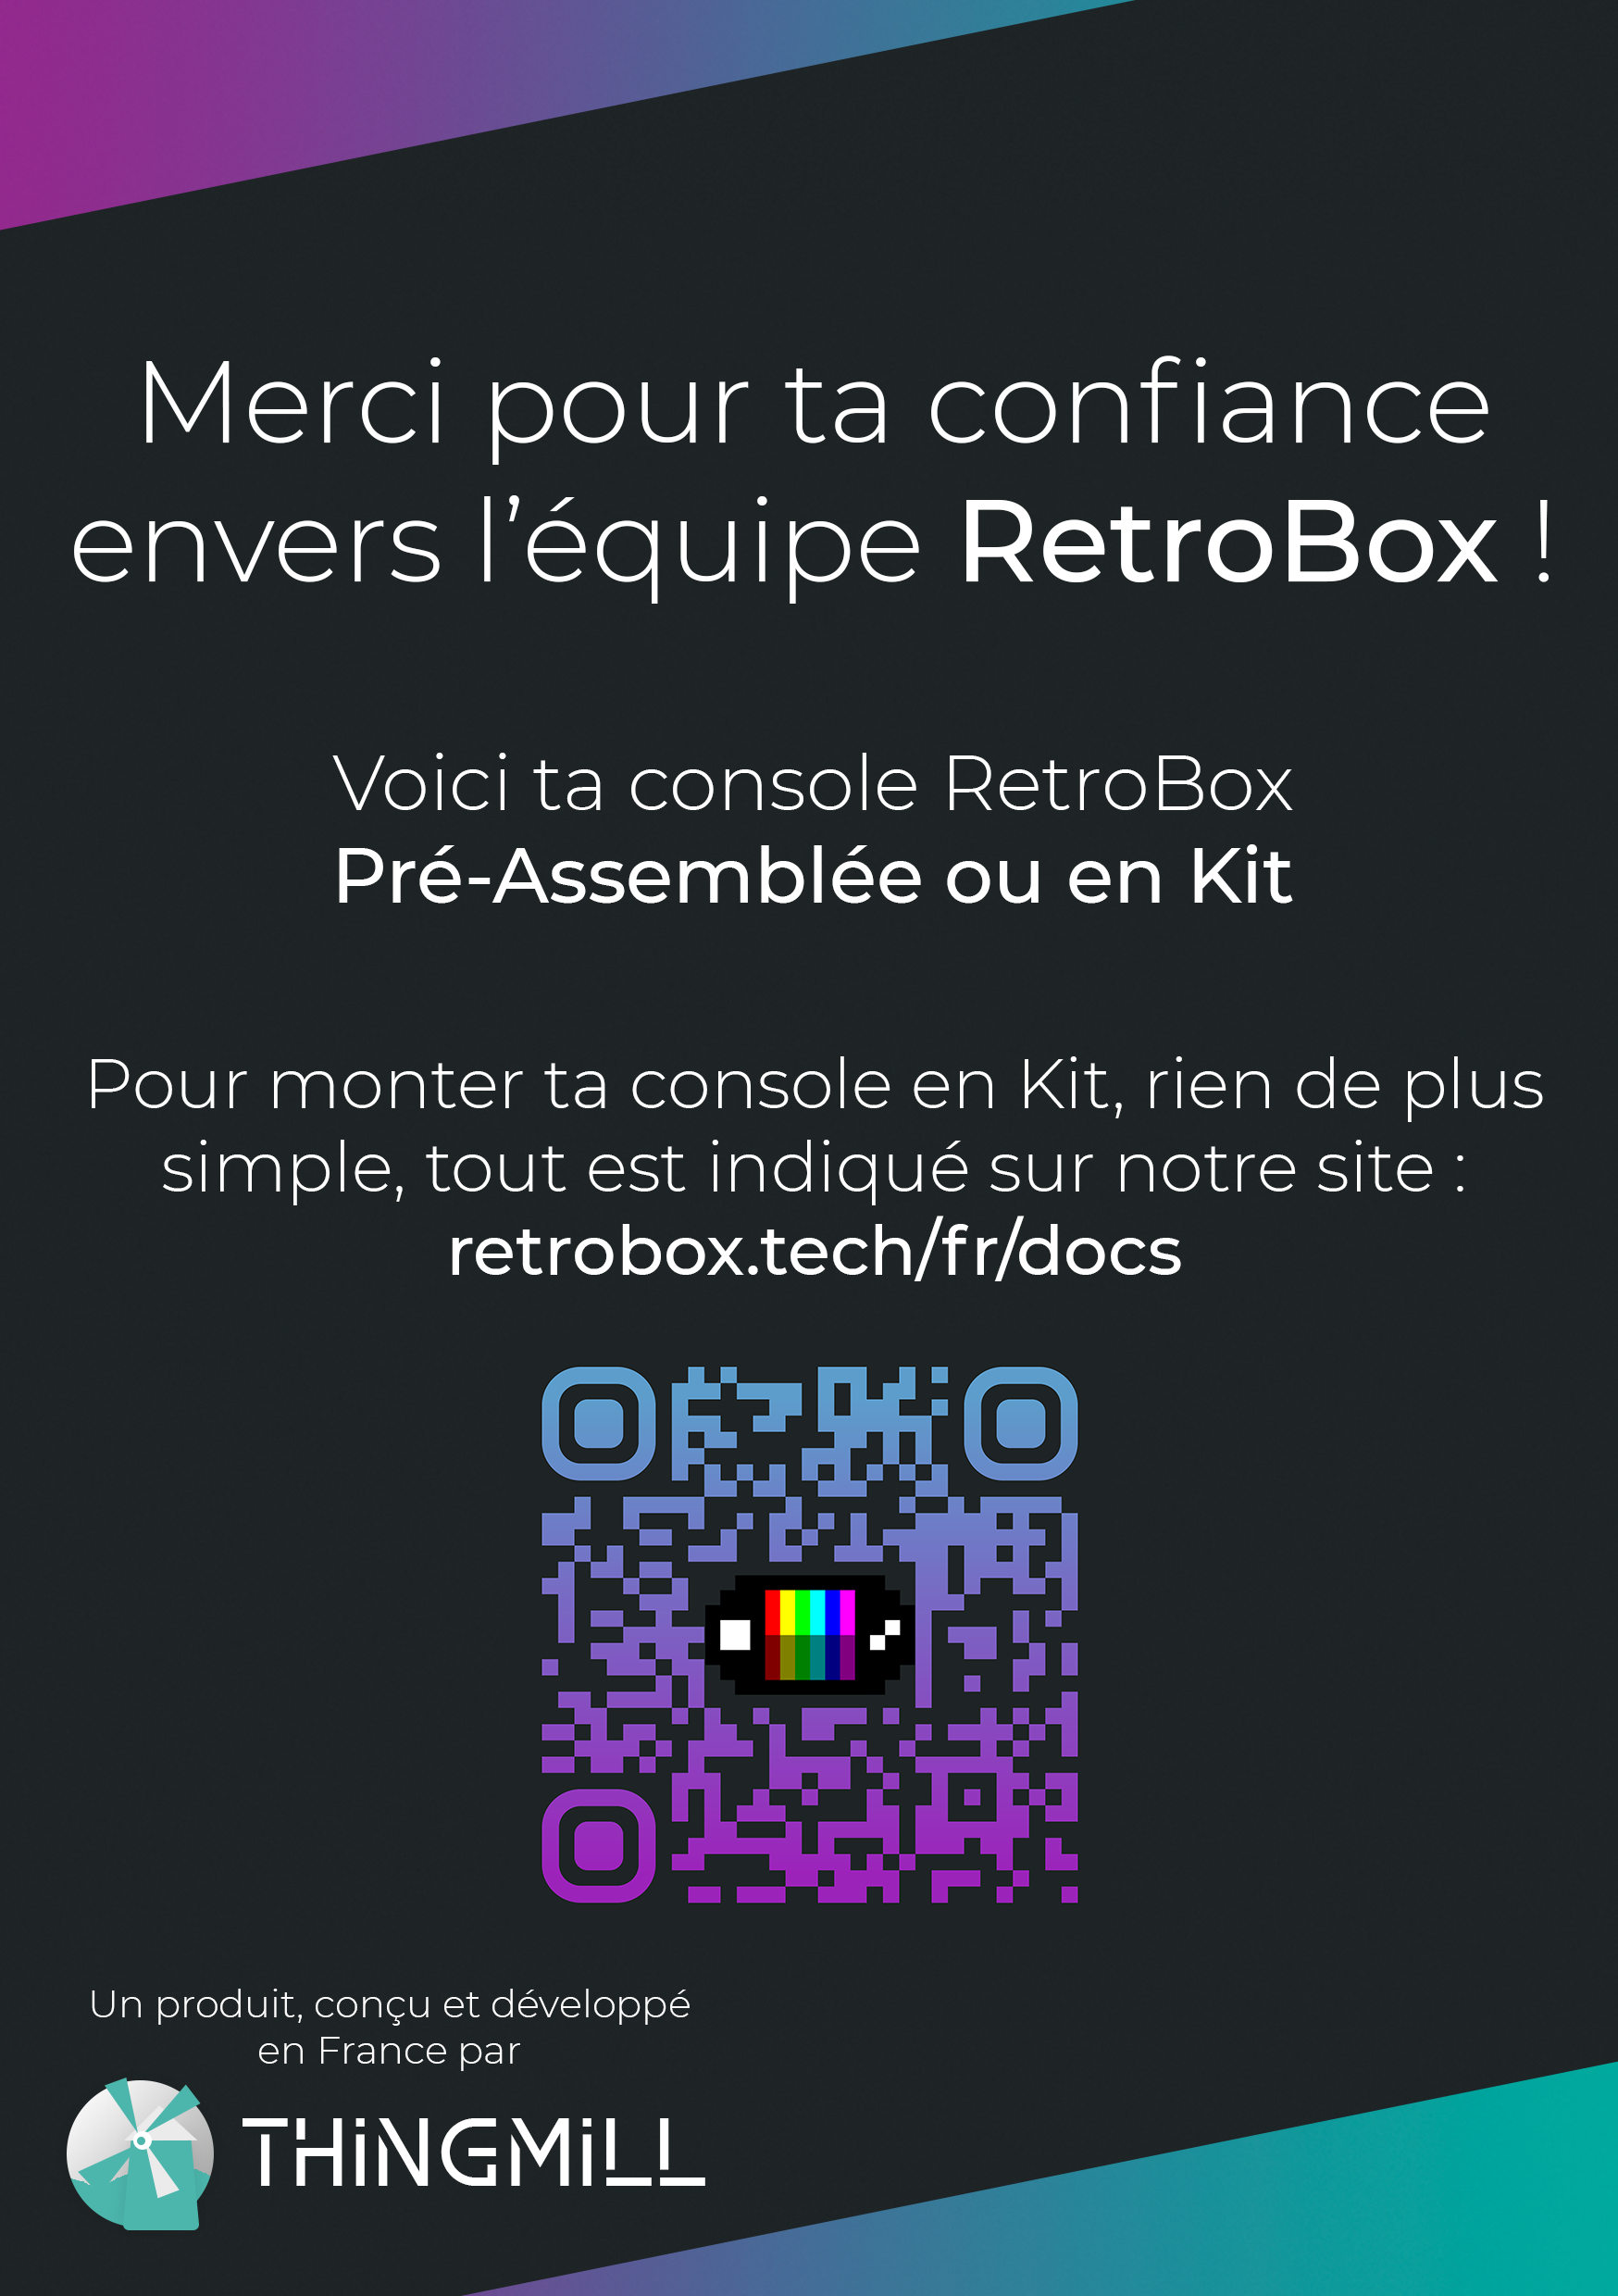 Merci pour ta confiance
envers l’équipe RetroBox !
Voici ta console RetroBox
Pré-Assemblée ou en Kit
Pour monter ta console en Kit, rien de plus
simple, tout est indiqué sur notre site :
retrobox.tech/fr/docs
Un produit, conçu et développé
en France par
THiNGMiLL